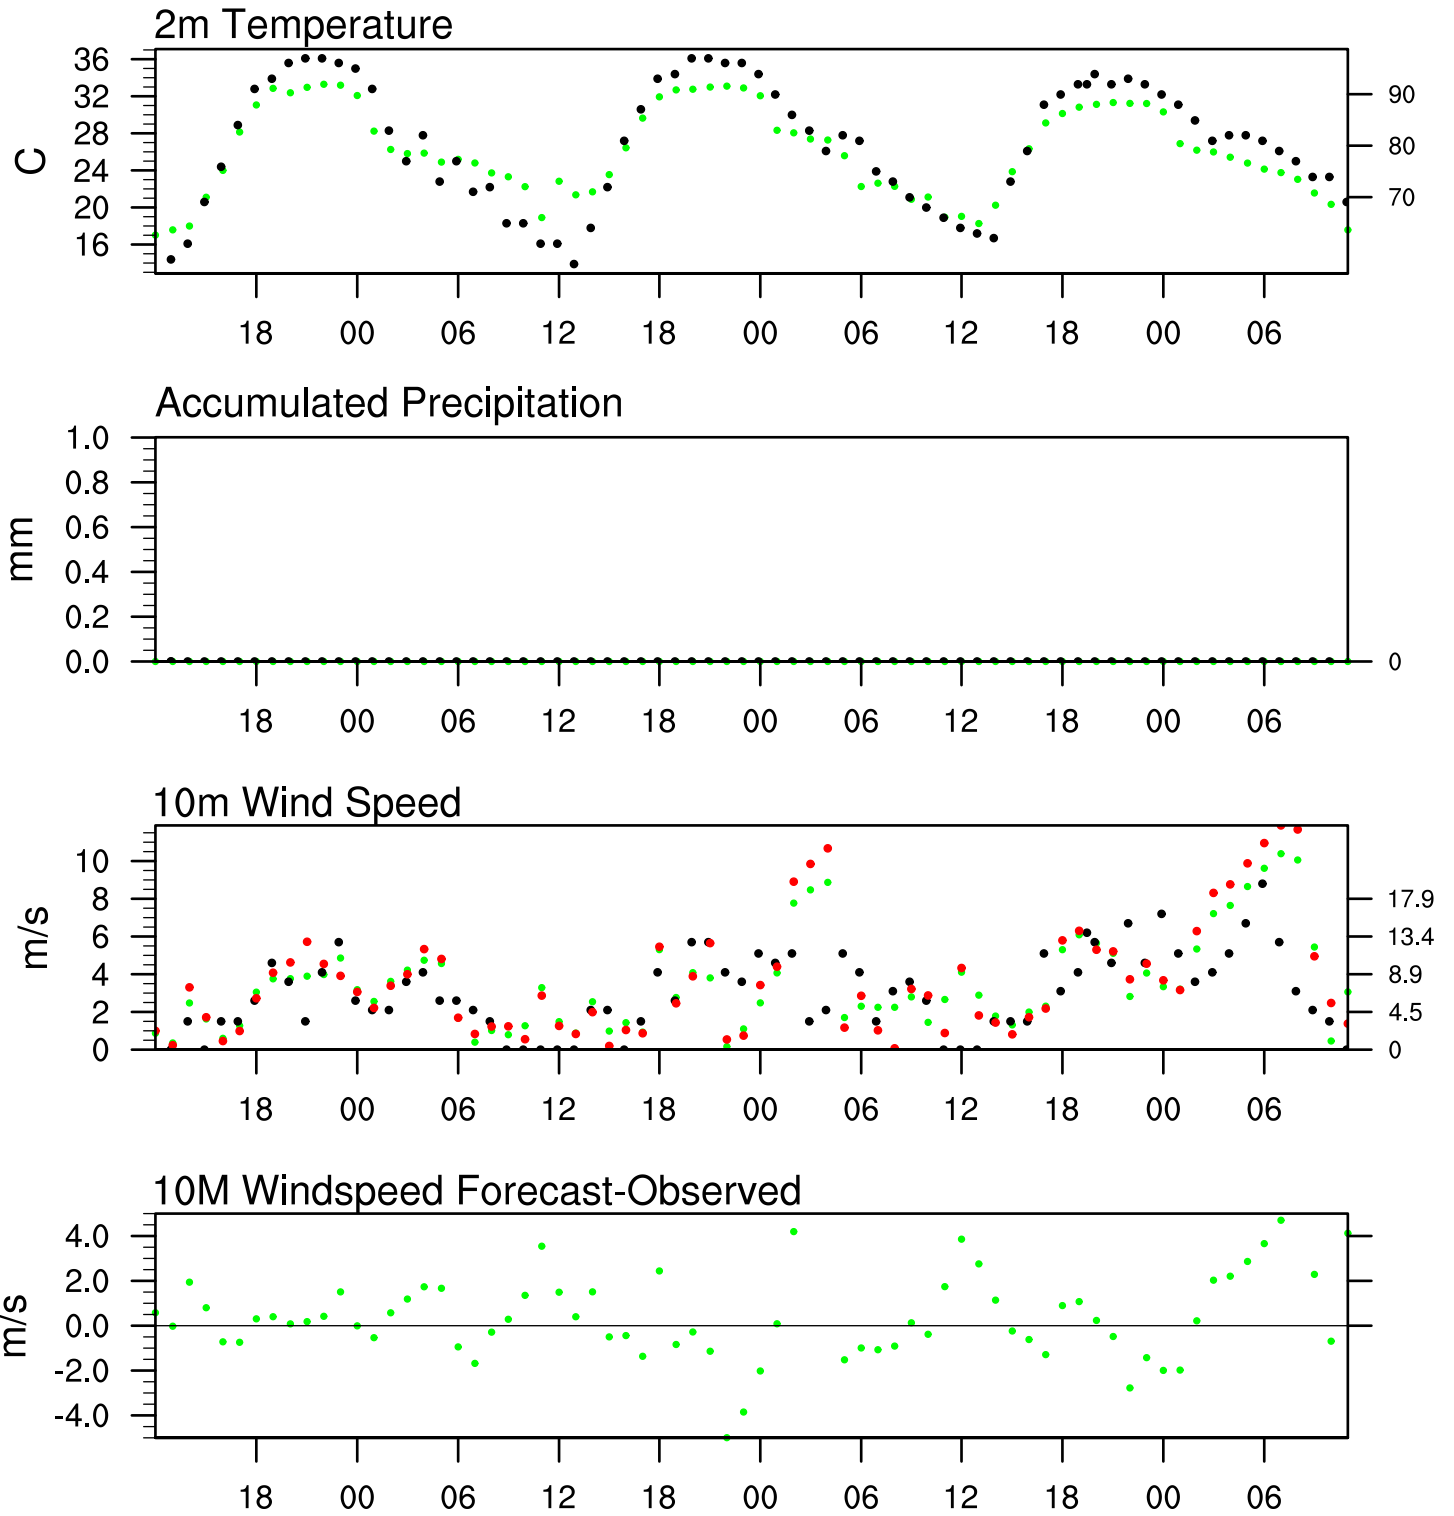 2m Temperature
36
32
28
24
20
16
C
90
80
70
18 00 06 12 18 00 06 12 18 00 06
Accumulated Precipitation
1.0
0.8
0.6
0.4
0.2
0.0
mm
0
18 00 06 12 18 00 06 12 18 00 06
10m Wind Speed
10
8
6
4
2
0
m/s
17.9
13.4
8.9
4.5
0
18 00 06 12 18 00 06 12 18 00 06
10M Windspeed Forecast-Observed
4.0
2.0
0.0
-2.0
-4.0
m/s
18 00 06 12 18 00 06 12 18 00 06